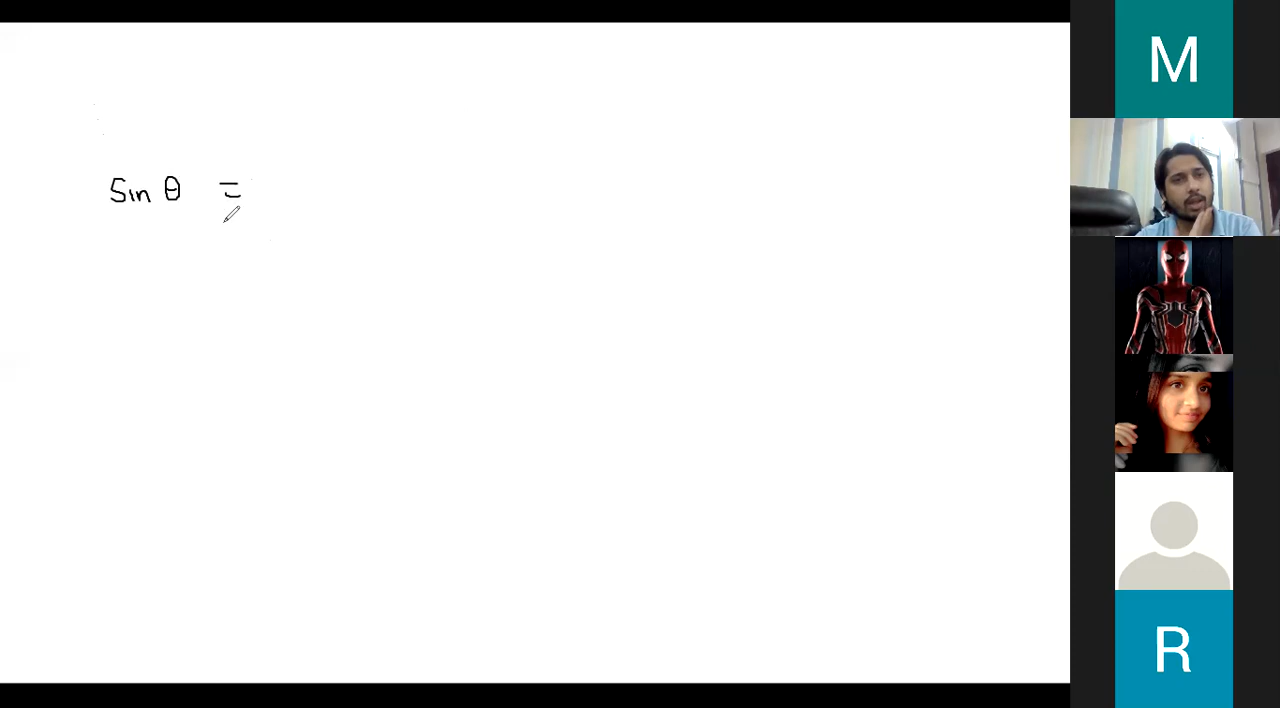 Sin θ =
M
R